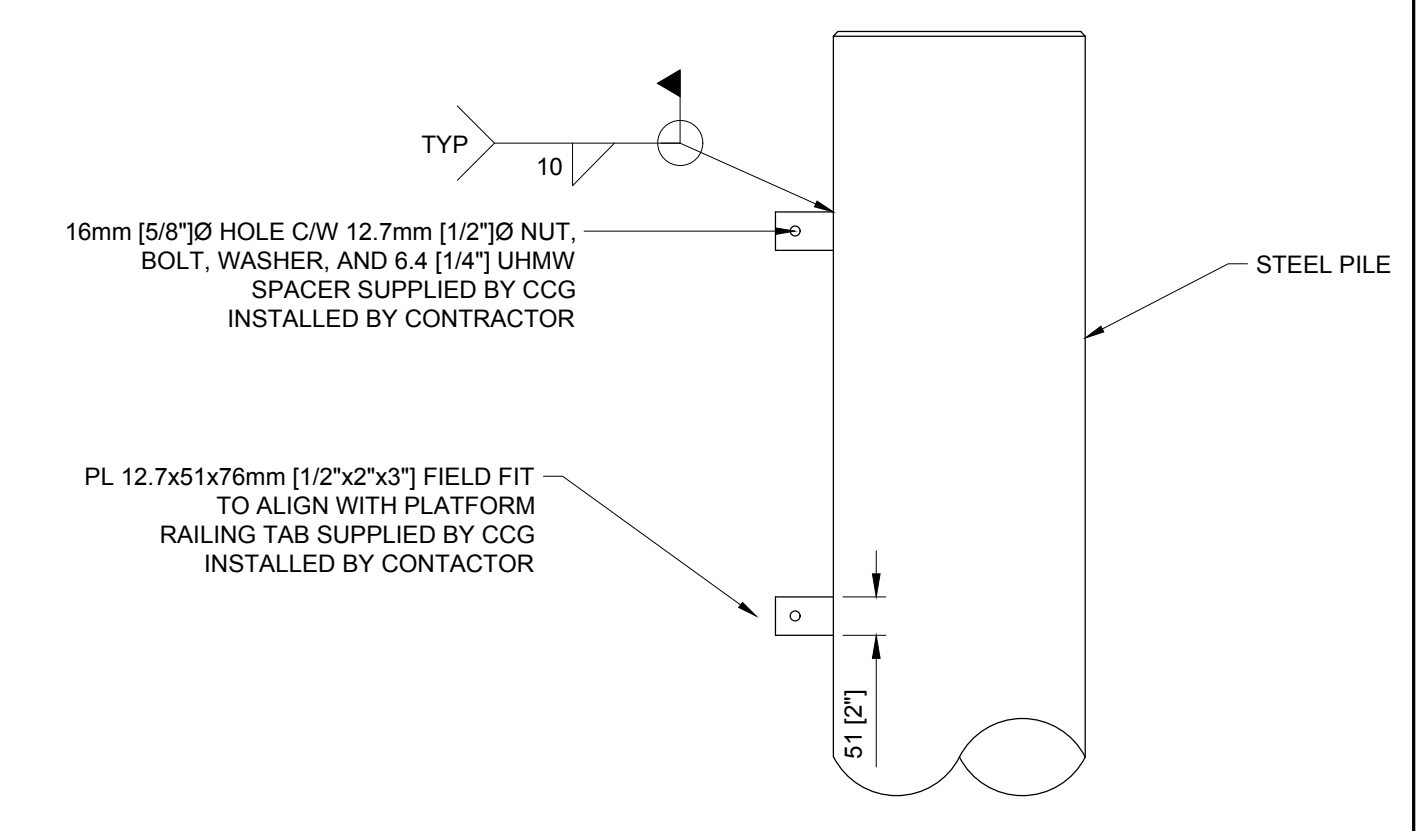 TYP
10
16mm [5/8"]Ø HOLE C/W 12.7mm [1/2"]Ø NUT,
BOLT, WASHER, AND 6.4 [1/4"] UHMW
SPACER SUPPLIED BY CCG
INSTALLED BY CONTRACTOR
STEEL PILE
PL 12.7x51x76mm [1/2"x2"x3"] FIELD FIT
TO ALIGN WITH PLATFORM
RAILING TAB SUPPLIED BY CCG
INSTALLED BY CONTACTOR
51 [2"]